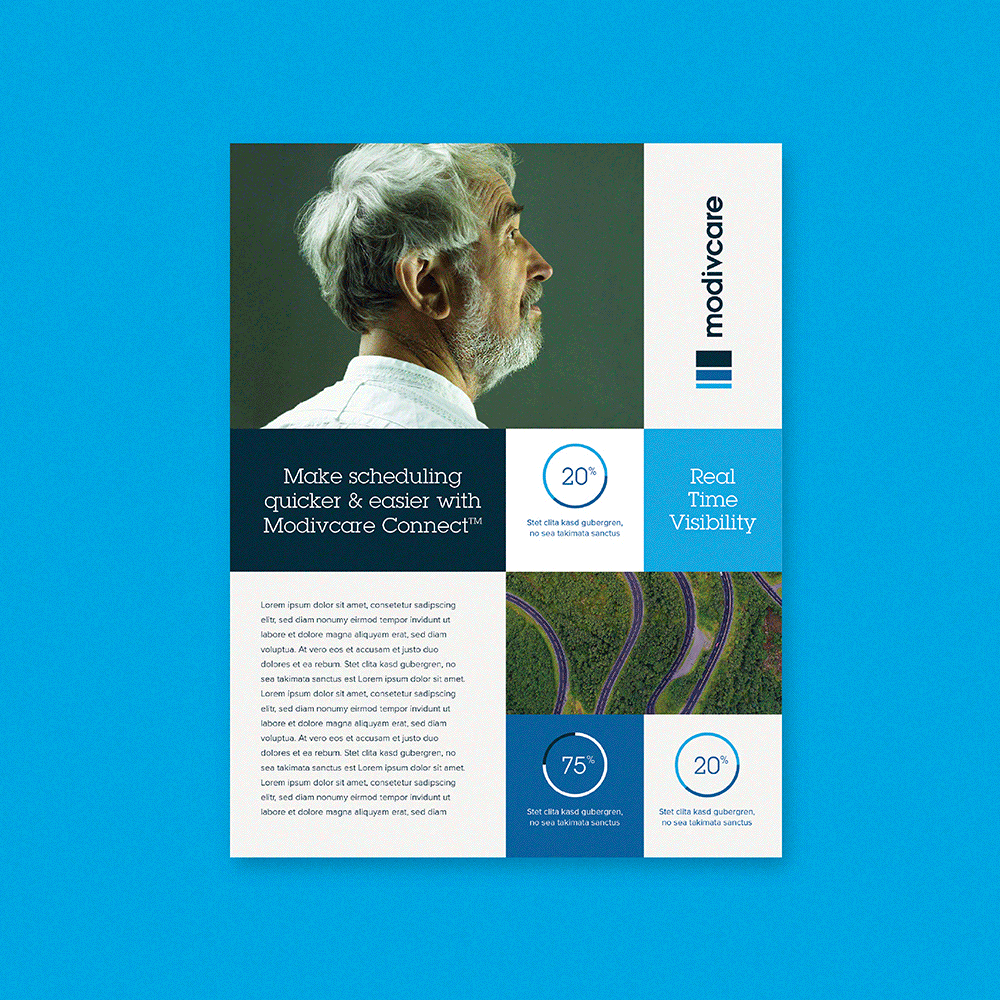 modivcare
Make scheduling
quicker & easier with
Modivcare Connect™
20%
Stet clita kasd gubergren,
no sea takimata sanctus
Real
Time
Visibility
Lorem ipsum dolor sit amet, consetetur sadipscing
elitr, sed diam nonumy eirmod tempor invidunt ut
labore et dolore magna aliquyam erat, sed diam
voluptua. At vero eos et accusam et justo duo
dolores et ea rebum. Stet clita kasd gubergren, no
sea takimata sanctus est Lorem ipsum dolor sit amet.
Lorem ipsum dolor sit amet, consetetur sadipscing
elitr, sed diam nonumy eirmod tempor invidunt ut
labore et dolore magna aliquyam erat, sed diam
voluptua. At vero eos et accusam et justo duo
dolores et ea rebum. Stet clita kasd gubergren, no
sea takimata sanctus est Lorem ipsum dolor sit amet.
Lorem ipsum dolor sit amet, consetetur sadipscing
elitr, sed diam nonumy eirmod tempor invidunt ut
labore et dolore magna aliquyam erat, sed diam
75%
Stet clita kasd gubergren,
no sea takimata sanctus
20%
Stet clita kasd gubergren,
no sea takimata sanctus